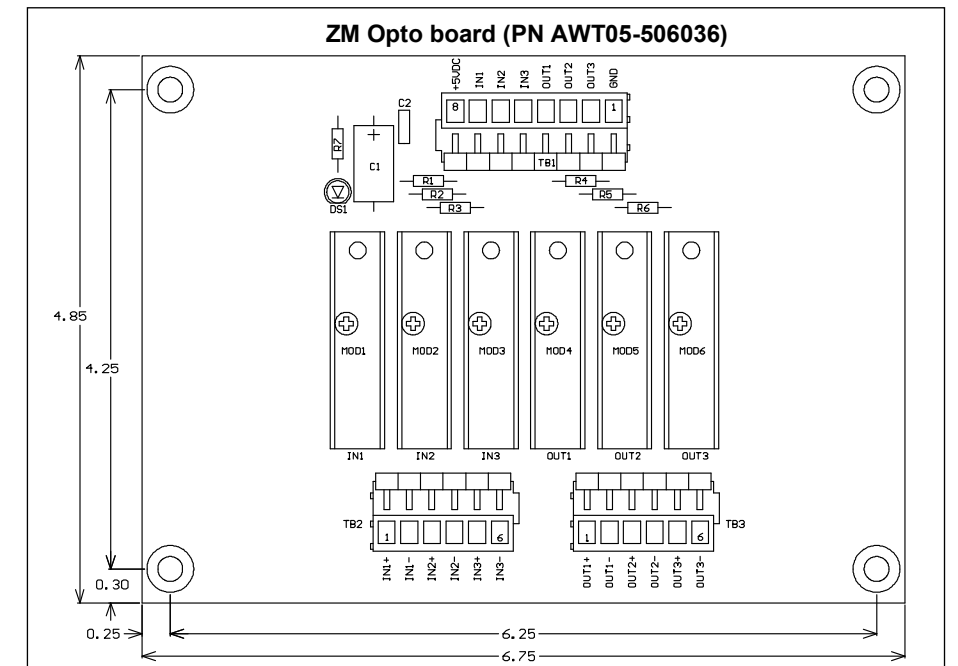 ZM Opto board (PN AWT05-506036)
+5VDC IN1 IN2 IN3 OUT1 OUT2 OUT3 GND
8 1
C2
R7
C1
TB1
DS1
R1 R4
R2 R5
R3 R6
4.85
4.25
MOD1 MOD2 MOD3 MOD4 MOD5 MOD6
IN1 IN2 IN3 OUT1 OUT2 OUT3
TB2 TB3
1 6 1 6
IN1+ IN1- IN2+ IN2- IN3+ IN3- OUT1+ OUT1- OUT2+ OUT2- OUT3+ OUT3-
0.30
0.25
6.25
6.75